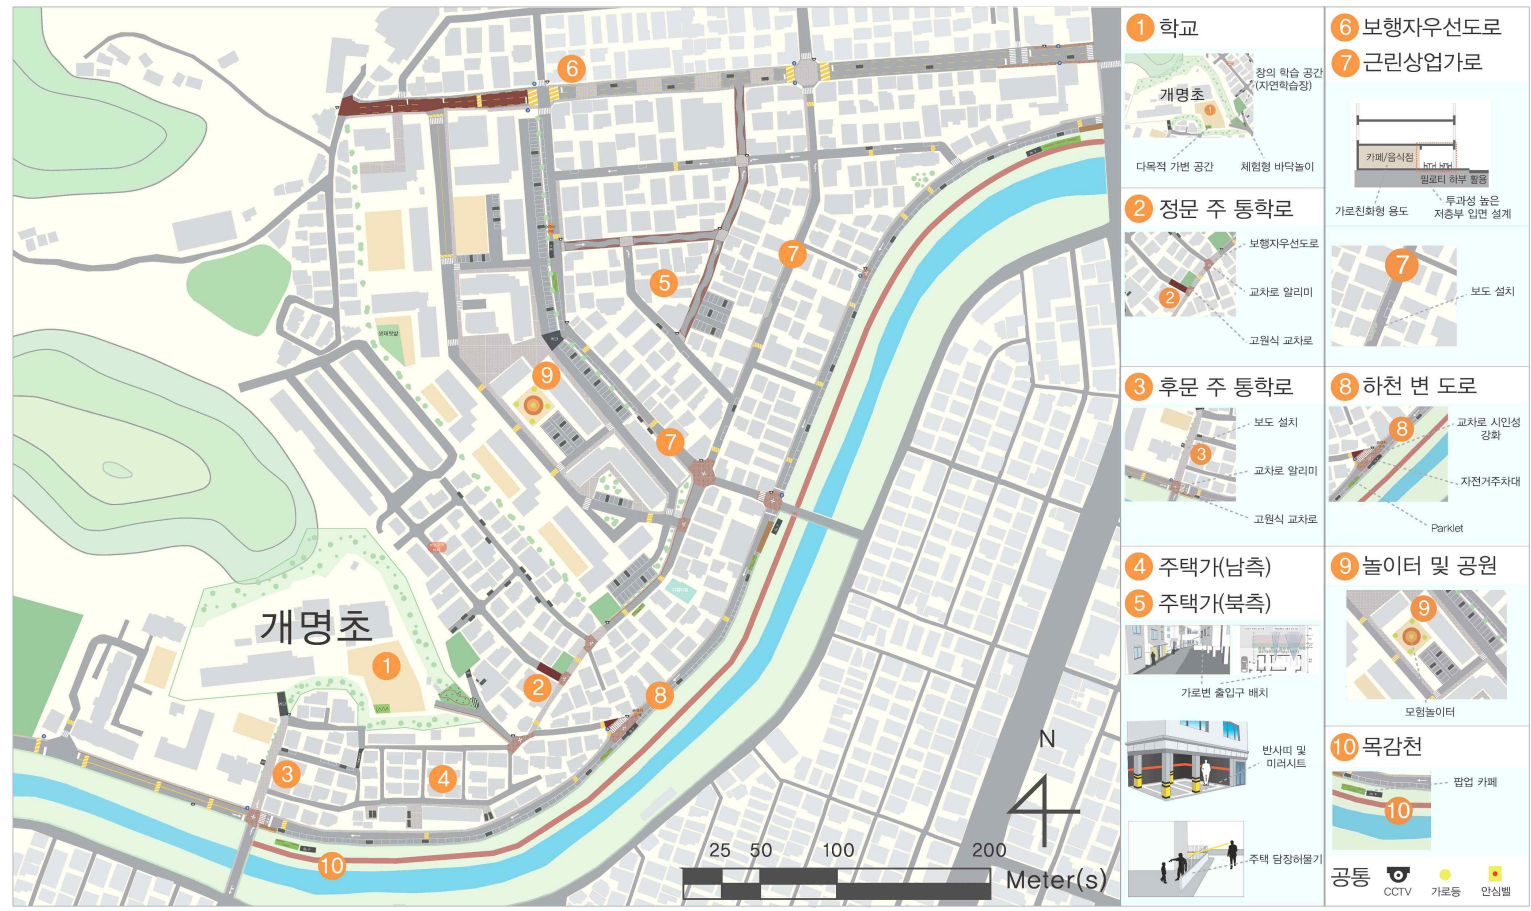 6
7
5
9
7
개명초
1
2
8
3
4
10
N
25 50 100 200
Meter(s)
1 학교
창의 학습 공간
(자연학습장)
개명초
1
다목적 가변 공간
체험형 바닥놀이
2 정문 주 통학로
보행자우선도로
교차로 알리미
2
고원식 교차로
3 후문 주 통학로
보도 설치
3
교차로 알리미
고원식 교차로
4 주택가(남측)
5 주택가(북측)
가로변 출입구 배치
반사띠 및
미러시트
주택 담장허물기
6 보행자우선도로
7 근린상업가로
카페/음식점
필로티 하부 활용
가로친화형 용도
투과성 높은
저층부 입면 설계
7
보도 설치
8 하천 변 도로
8
교차로 시인성
강화
자전거주차대
Parklet
9 놀이터 및 공원
9
모험놀이터
10 목감천
팝업 카페
10
공통
CCTV
가로등
안심벨